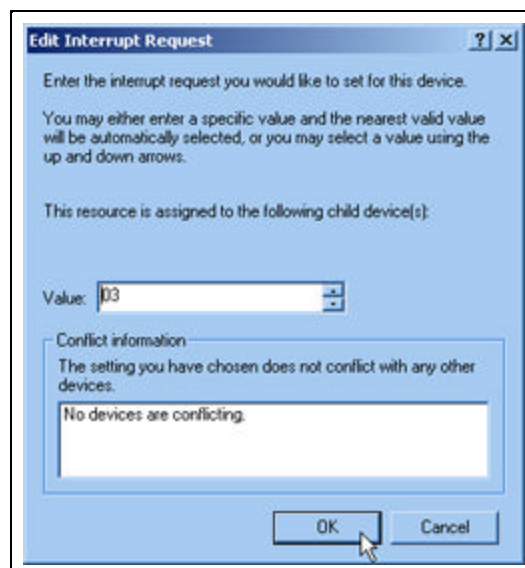 Edit Interrupt Request
Enter the interrupt request you would like to set for this device.
You may either enter a specific value and the nearest valid value
will be automatically selected, or you may select a value using the
up and down arrows.
This resource is assigned to the following child device(s):
Value: 03
Conflict information
The setting you have chosen does not conflict with any other
devices.
No devices are conflicting.
OK Cancel